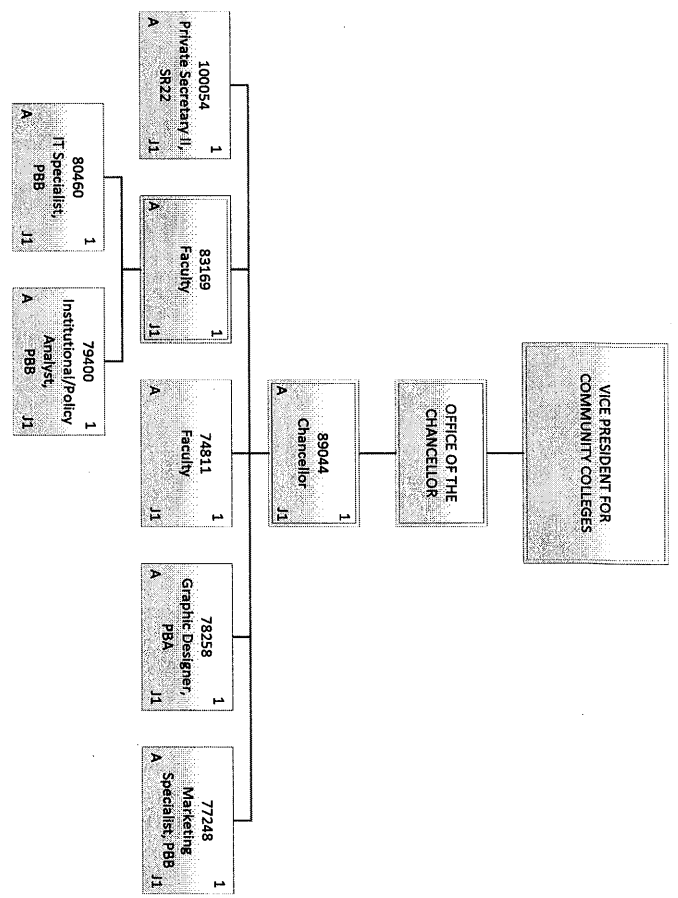 VICE PRESIDENT FOR
COMMUNITY COLLEGES
OFFICE OF THE
CHANCELLOR
1
89044
Chancellor
A J1
1
100054
Private Secretary II,
SR22
A J1
1
83169
Faculty
A J1
1
74811
Faculty
A J1
1
78258
Graphic Designer,
PBA
A J1
1
77248
Marketing
Specialist, PBB
A J1
1
80460
IT Specialist,
PBB
A J1
1
79400
Institutional/Policy
Analyst,
PBB
A J1